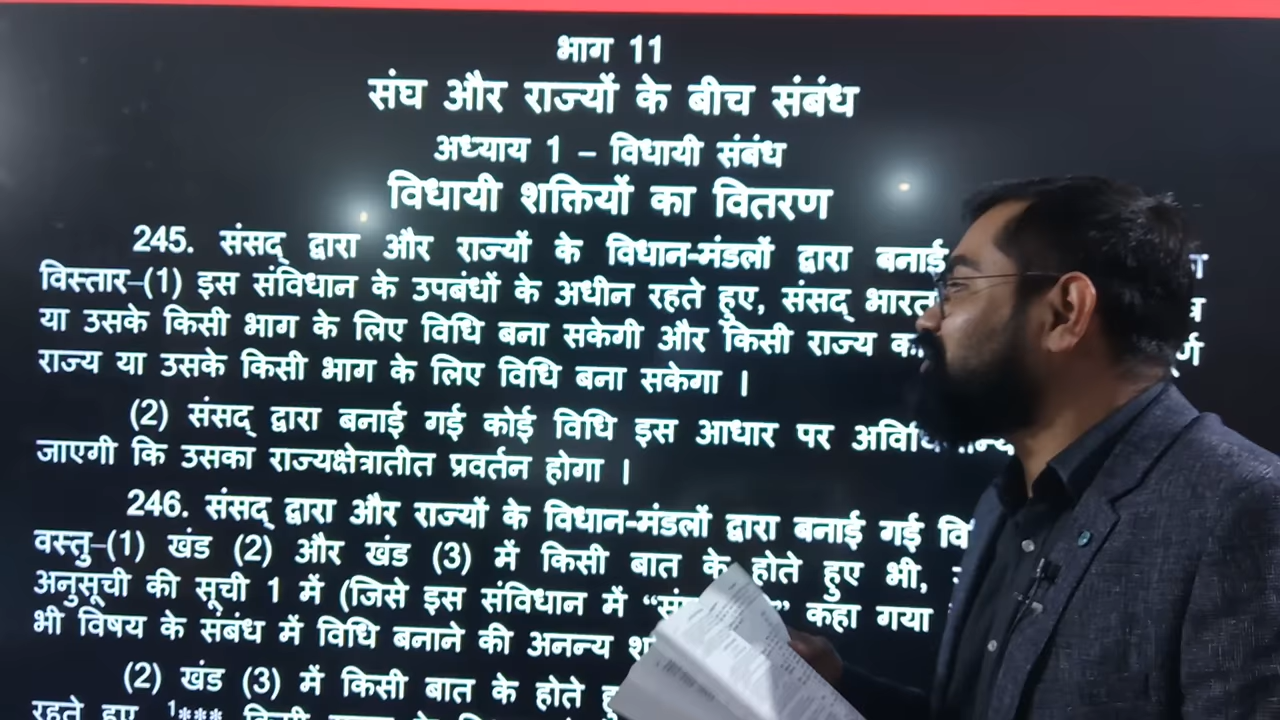 भाग 11
संघ और राज्यों के बीच संबंध
अध्याय 1 – विधायी संबंध
विधायी शक्तियों का वितरण
245. संसद् द्वारा और राज्यों के विधान-मंडलों द्वारा बनाई
विस्तार–(1) इस संविधान के उपबंधों के अधीन रहते हुए, संसद् भारत
या उसके किसी भाग के लिए विधि बना सकेगी और किसी राज्य
राज्य या उसके किसी भाग के लिए विधि बना सकेगा ।
(2) संसद् द्वारा बनाई गई कोई विधि इस आधार पर
जाएगी कि उसका राज्यक्षेत्रातीत प्रवर्तन होगा ।
246. संसद् द्वारा और राज्यों के विधान-मंडलों द्वारा बनाई गई
वस्तु–(1) खंड (2) और खंड (3) में किसी बात के होते हुए भी,
अनुसूची की सूची 1 में (जिसे इस संविधान में कहा गया
भी विषय के संबंध में विधि बनाने की अनन्य
(2) खंड (3) में किसी बात के होते
रहते हुए, ¹*** किसी